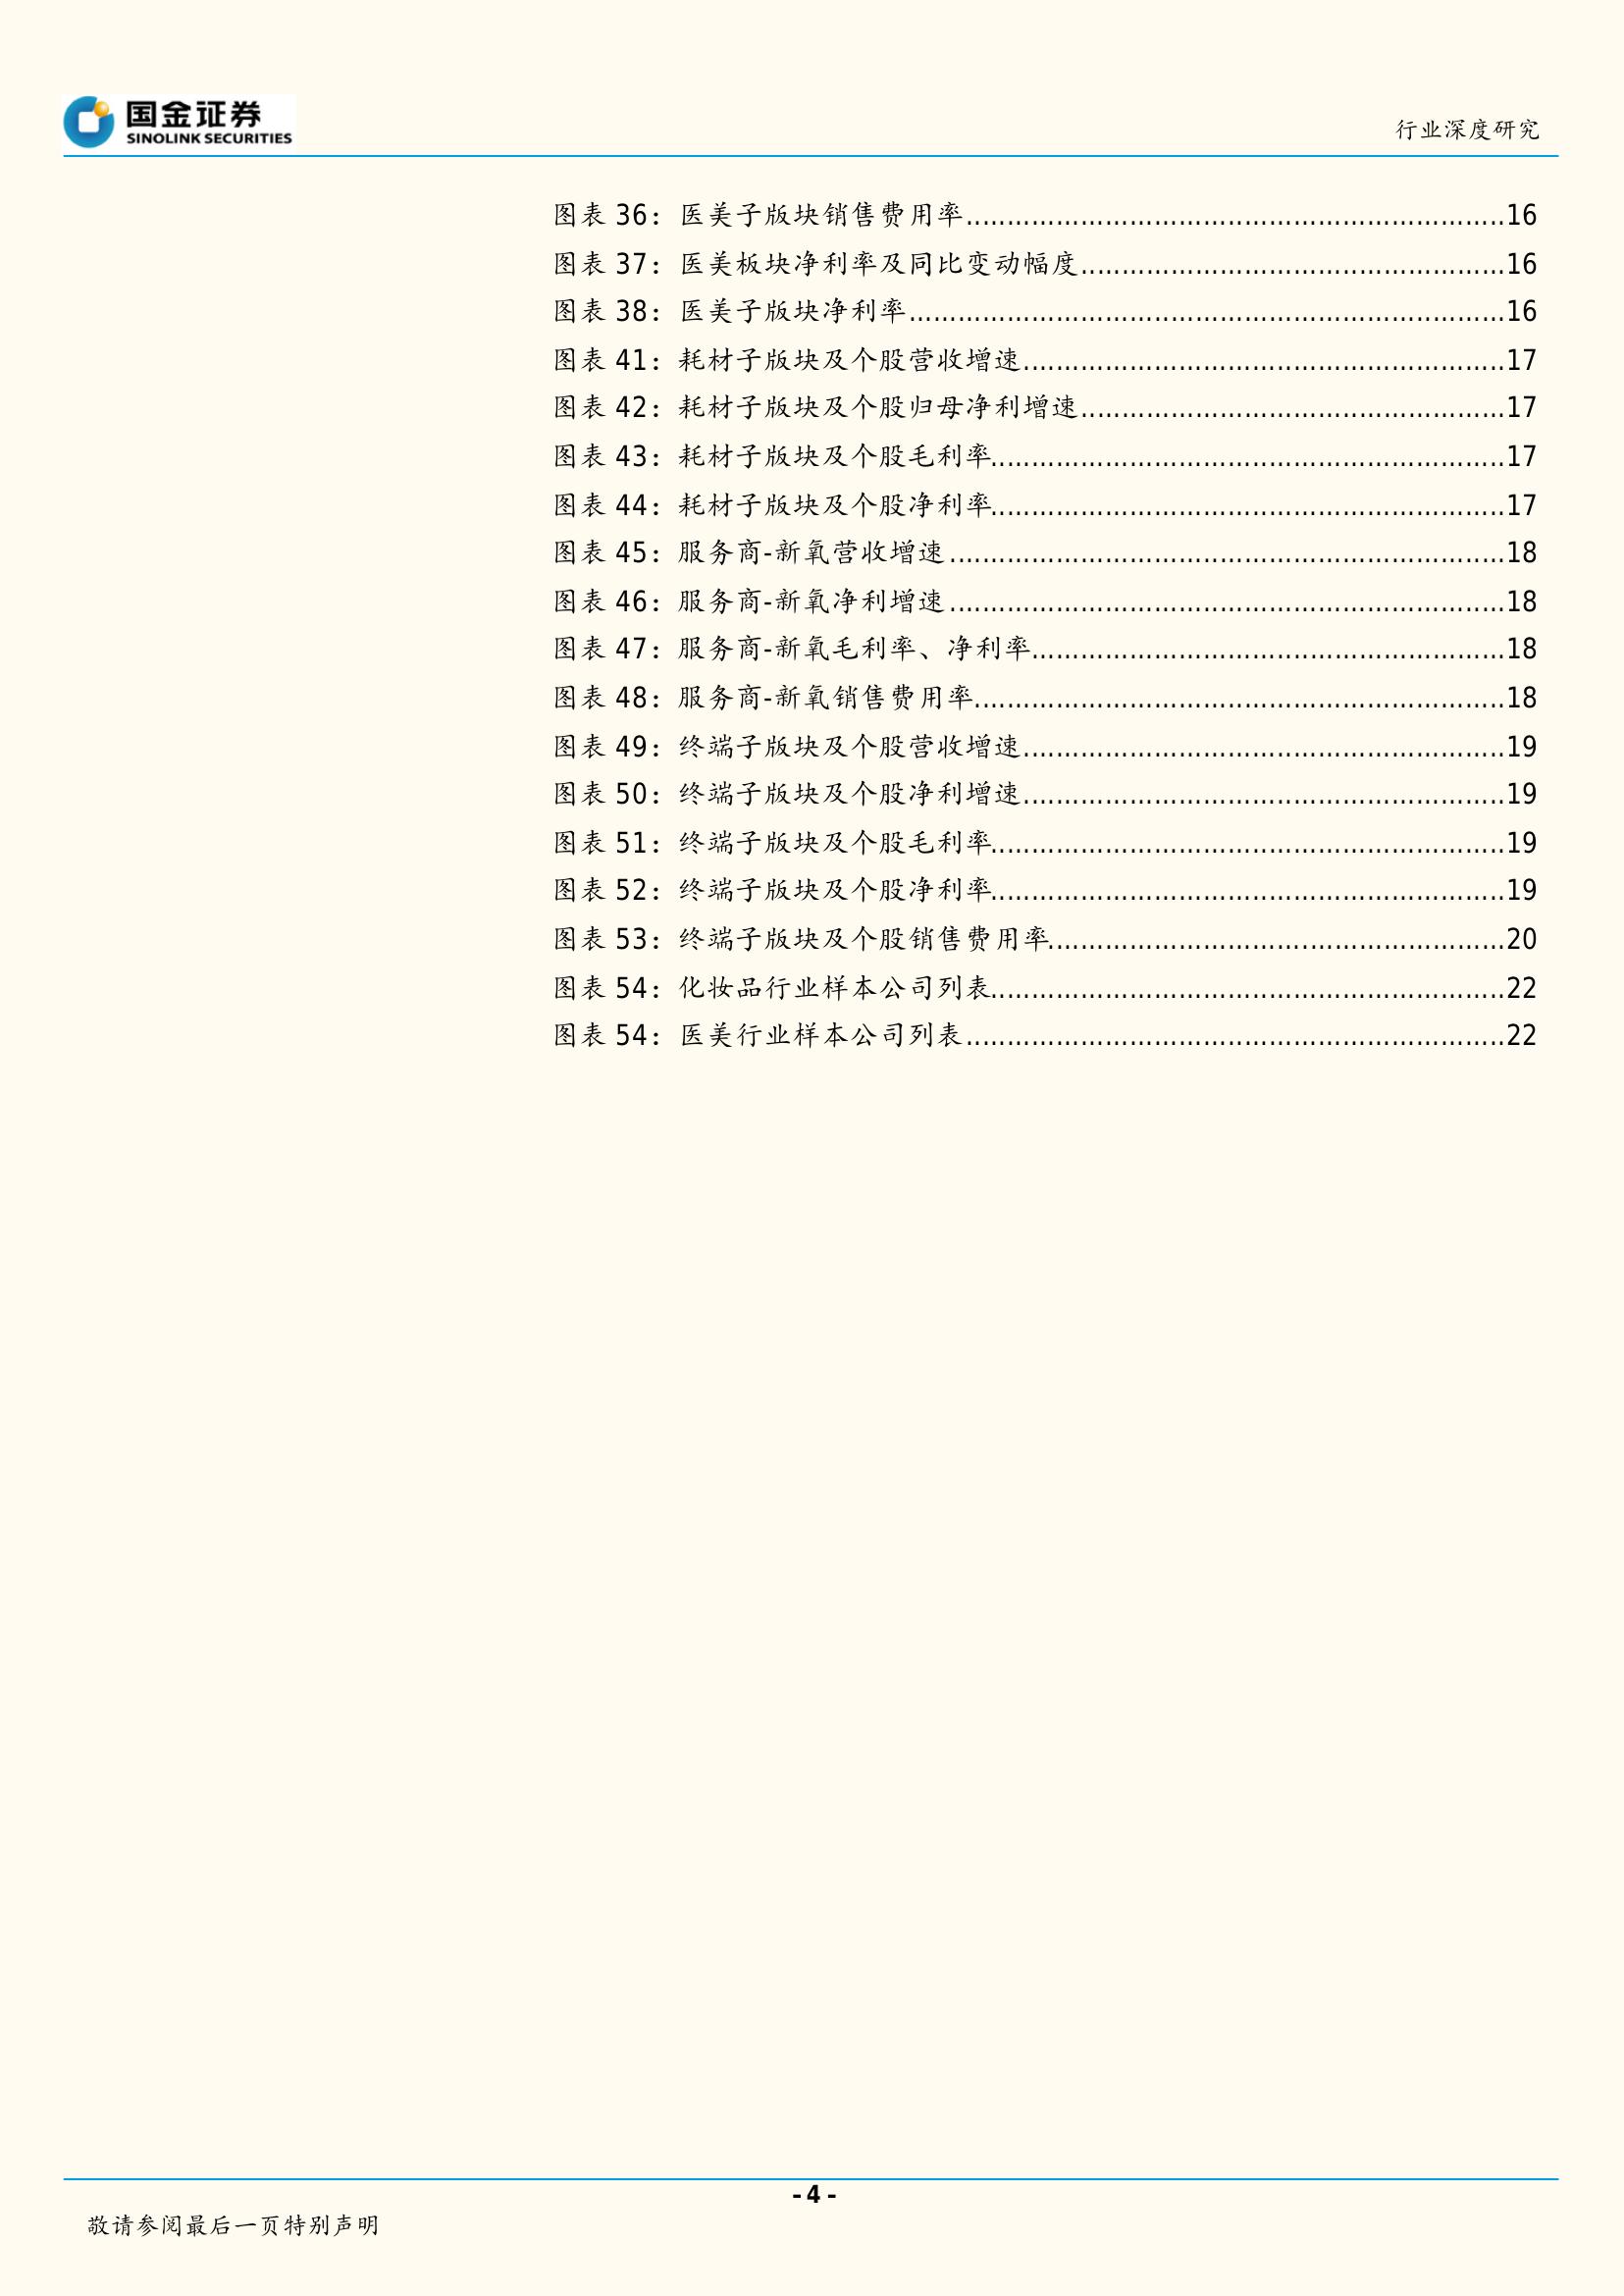 国金证券
SINOLINK SECURITIES
行业深度研究
图表 36：医美子版块销售费用率................................................................16
图表 37：医美板块净利率及同比变动幅度..................................................16
图表 38：医美子版块净利率.......................................................................16
图表 41：耗材子版块及个股营收增速.........................................................17
图表 42：耗材子版块及个股归母净利增速..................................................17
图表 43：耗材子版块及个股毛利率.............................................................17
图表 44：耗材子版块及个股净利率.............................................................17
图表 45：服务商-新氧营收增速..................................................................18
图表 46：服务商-新氧净利增速..................................................................18
图表 47：服务商-新氧毛利率、净利率........................................................18
图表 48：服务商-新氧销售费用率...............................................................18
图表 49：终端子版块及个股营收增速.........................................................19
图表 50：终端子版块及个股净利增速.........................................................19
图表 51：终端子版块及个股毛利率.............................................................19
图表 52：终端子版块及个股净利率.............................................................19
图表 53：终端子版块及个股销售费用率......................................................20
图表 54：化妆品行业样本公司列表.............................................................22
图表 54：医美行业样本公司列表................................................................22
- 4 -
敬请参阅最后一页特别声明